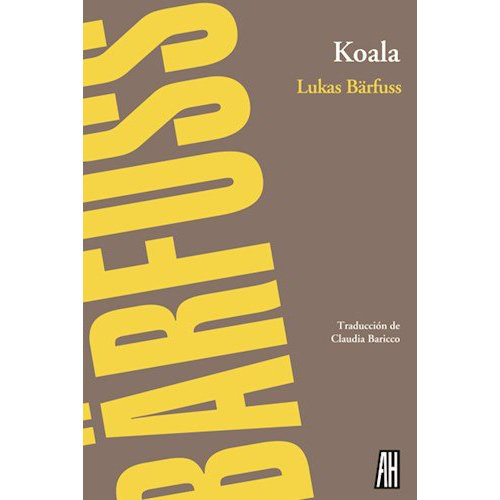 Koala
Lukas Bärfuss
BÄRFUSS
Traducción de
Claudia Baricco
AH